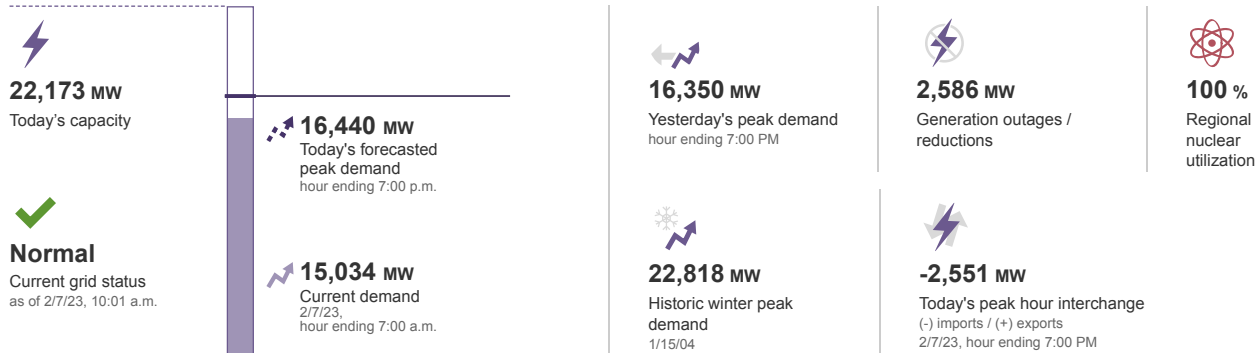 22,173 MW
Today's capacity
Normal
Current grid status
as of 2/7/23, 10:01 a.m.
16,440 MW
Today's forecasted
peak demand
hour ending 7:00 p.m.
15,034 MW
Current demand
2/7/23,
hour ending 7:00 a.m.
16,350 MW
Yesterday's peak demand
hour ending 7:00 PM
2,586 MW
Generation outages /
reductions
100 %
Regional
nuclear
utilization
22,818 MW
Historic winter peak
demand
1/15/04
-2,551 MW
Today's peak hour interchange
(-) imports / (+) exports
2/7/23, hour ending 7:00 PM